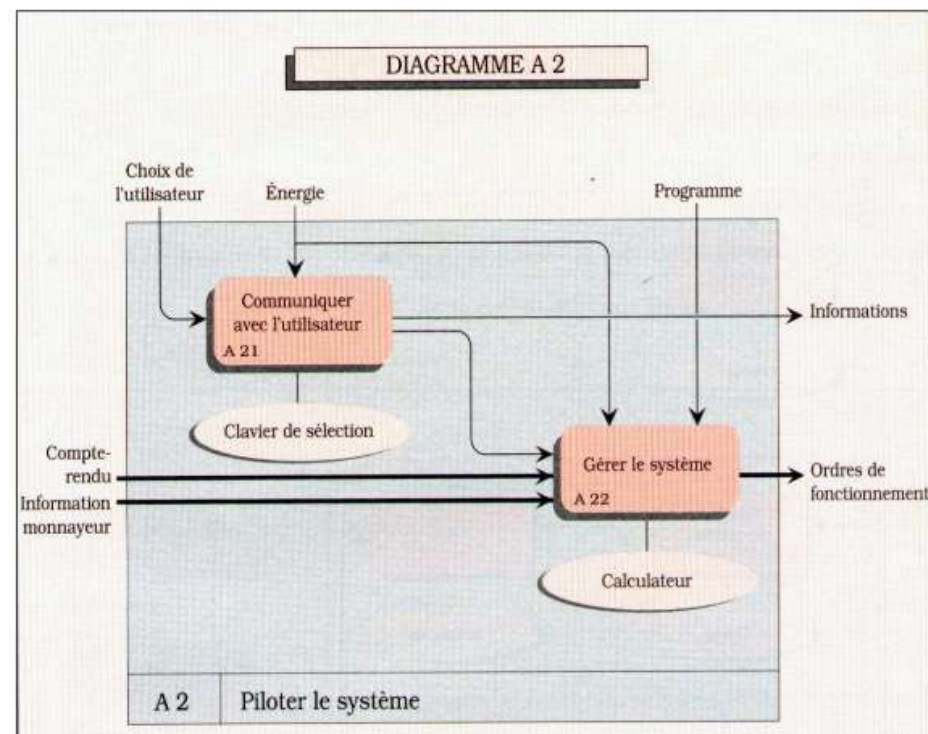 DIAGRAMME A 2
Choix de
l'utilisateur
Énergie
Programme
Communiquer
avec l'utilisateur
A 21
Informations
Clavier de sélection
Compte-
rendu
Information
monnayeur
Gérer le système
A 22
Ordres de
fonctionnement
Calculateur
A 2
Piloter le système